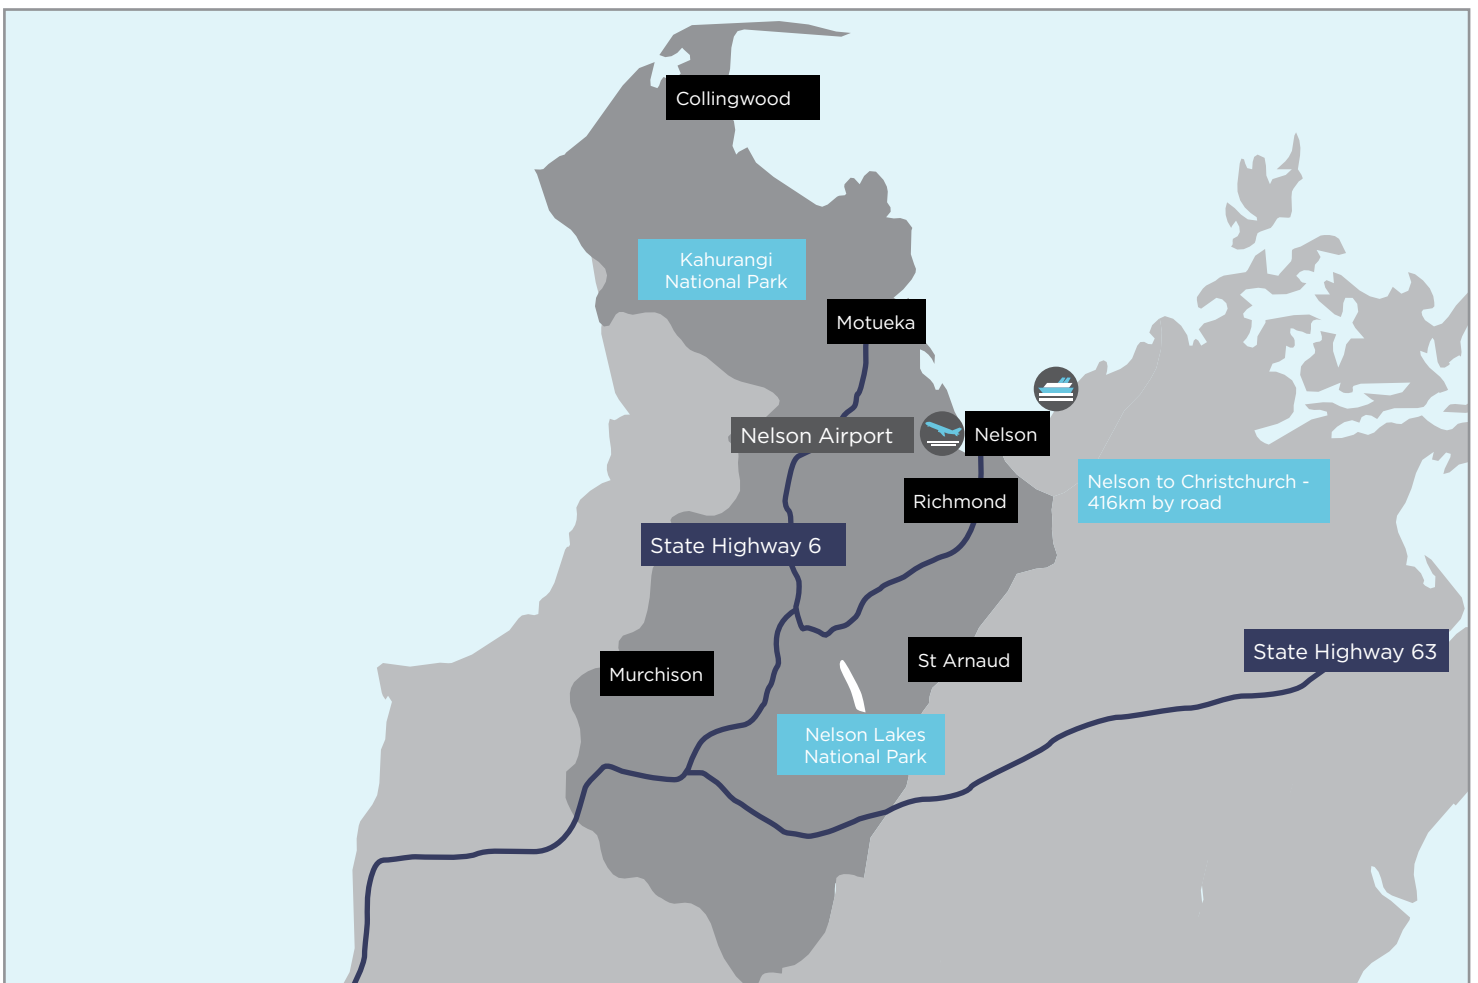 Collingwood
Kahurangi
National Park
Motueka
Nelson Airport
Nelson
Nelson to Christchurch -
416km by road
Richmond
State Highway 6
State Highway 63
St Arnaud
Murchison
Nelson Lakes
National Park